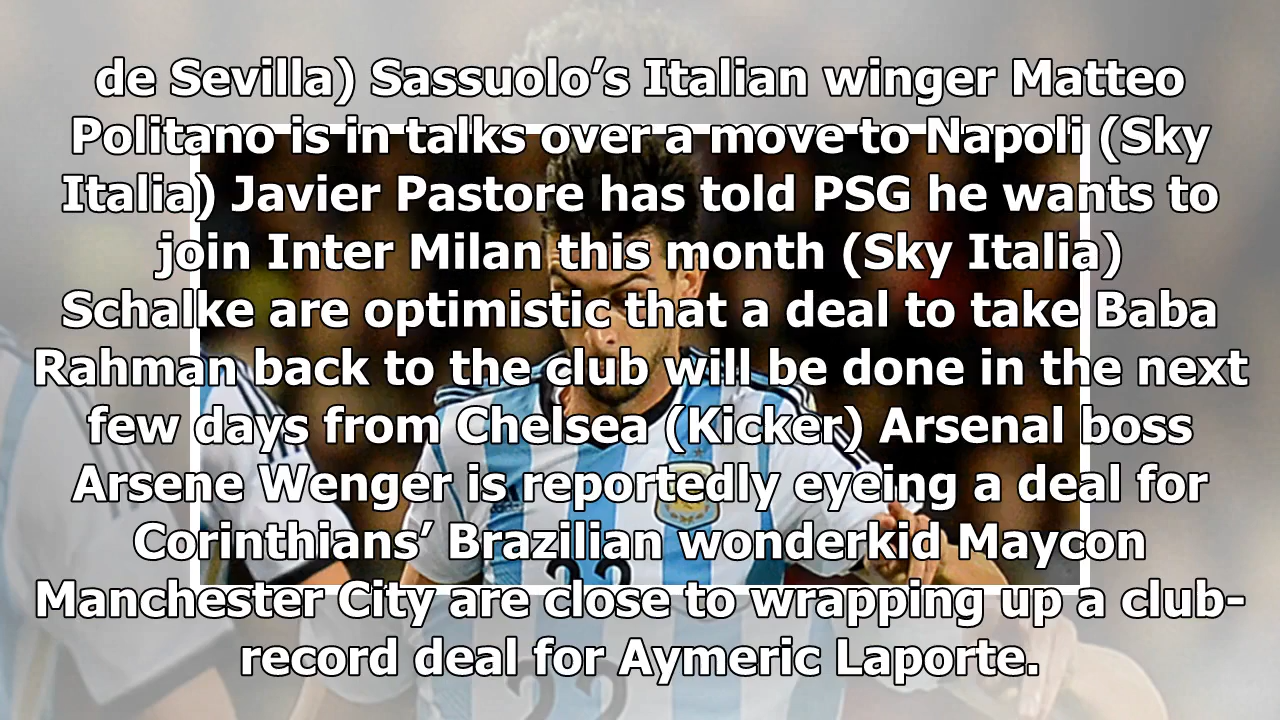 de Sevilla) Sassuolo’s Italian winger Matteo
Politano is in talks over a move to Napoli (Sky
Italia) Javier Pastore has told PSG he wants to
join Inter Milan this month (Sky Italia)
Schalke are optimistic that a deal to take Baba
Rahman back to the club will be done in the next
few days from Chelsea (Kicker) Arsenal boss
Arsene Wenger is reportedly eyeing a deal for
Corinthians’ Brazilian wonderkid Maycon
Manchester City are close to wrapping up a club-
record deal for Aymeric Laporte.
22